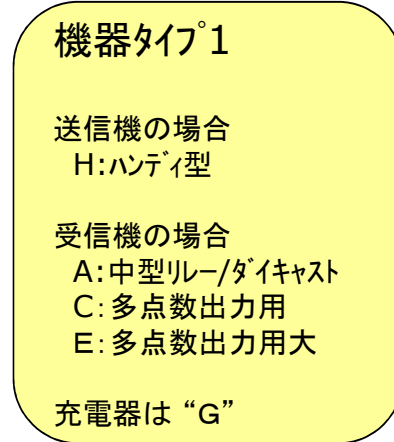 機器ﾀｲﾌﾟ1
送信機の場合
H:ﾊﾝﾃﾞｨ型
受信機の場合
A:中型ﾘﾚｰ/ﾀﾞｲｷｬｽﾄ
C:多点数出力用
E:多点数出力用大
充電器は “G”